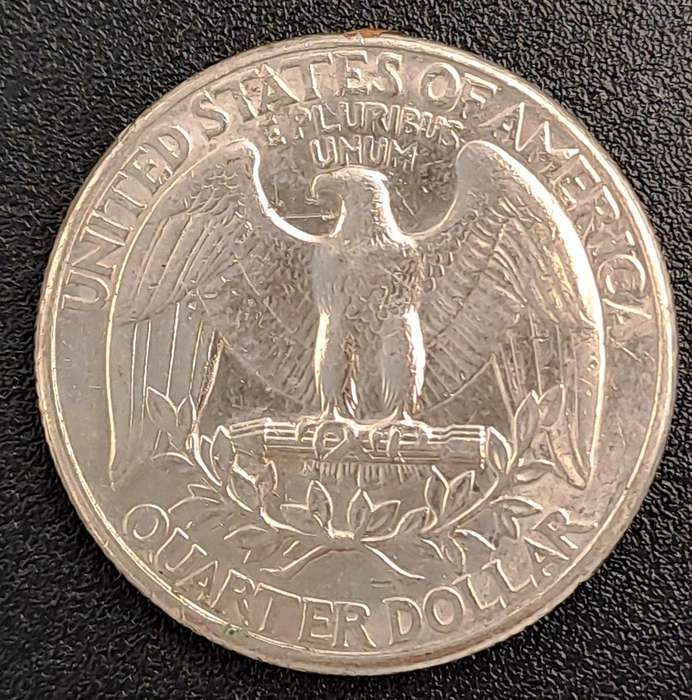 UNITED STATES OF AMERICA
E PLURIBUS
UNUM
QUARTER DOLLAR